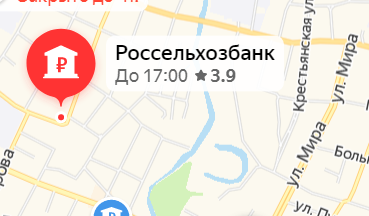 Россельхозбанк
До 17:00 ★ 3.9
Крестьянская ул
ул. Мира
ул. Мира